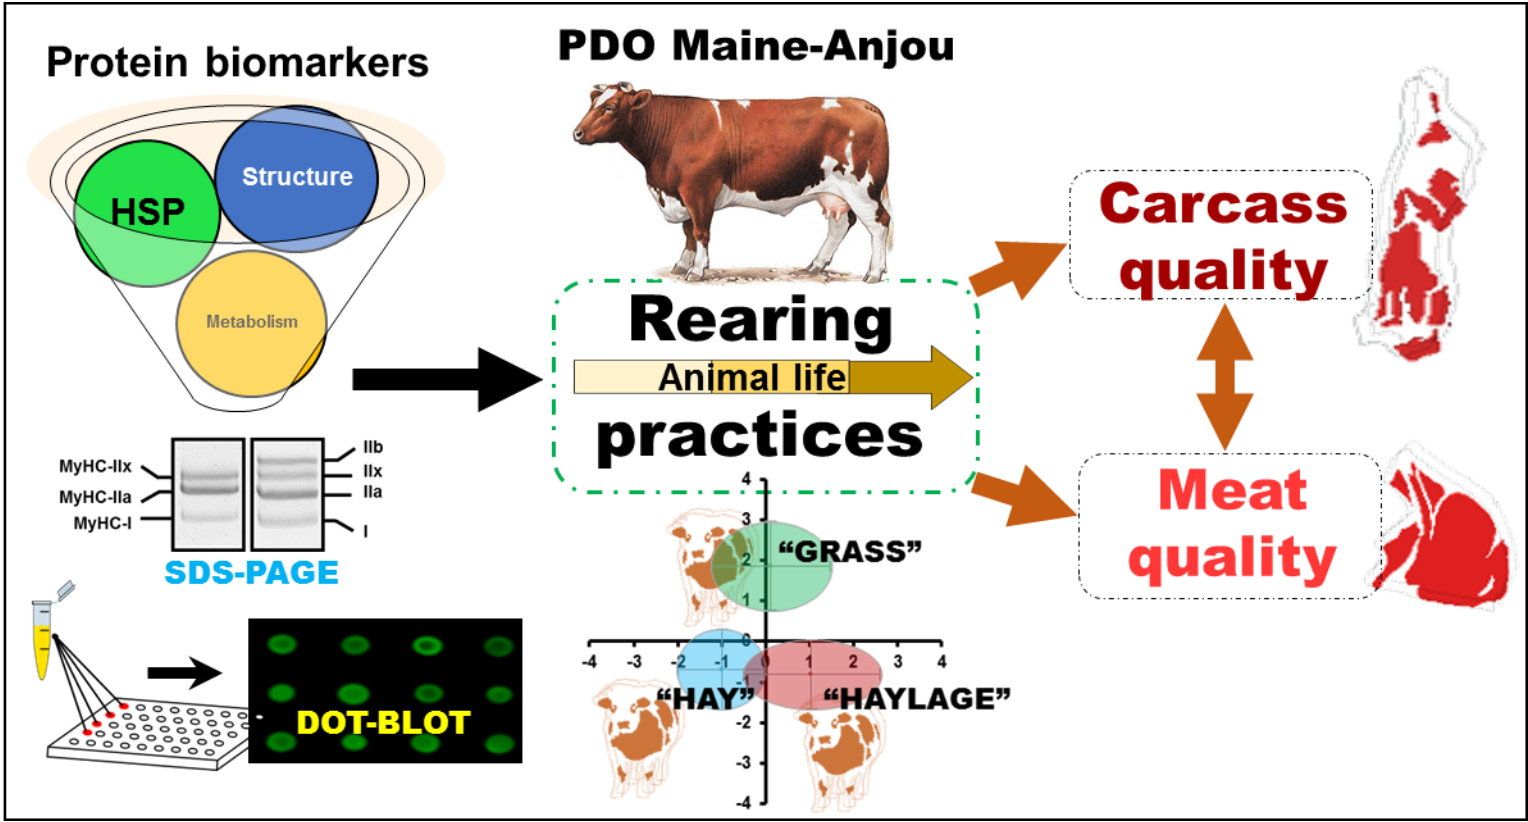 Protein biomarkers
HSP
Structure
Metabolism
MyHC-IIx
MyHC-IIa
MyHC-I
IIb
IIx
IIa
I
SDS-PAGE
DOT-BLOT
PDO Maine-Anjou
Rearing
Animal life
practices
4
3
2
1
0
-4 -3 -2 -1 0 1 2 3 4
-2
-3
-4
“GRASS”
“HAY”
“HAYLAGE”
Carcass
quality
Meat
quality